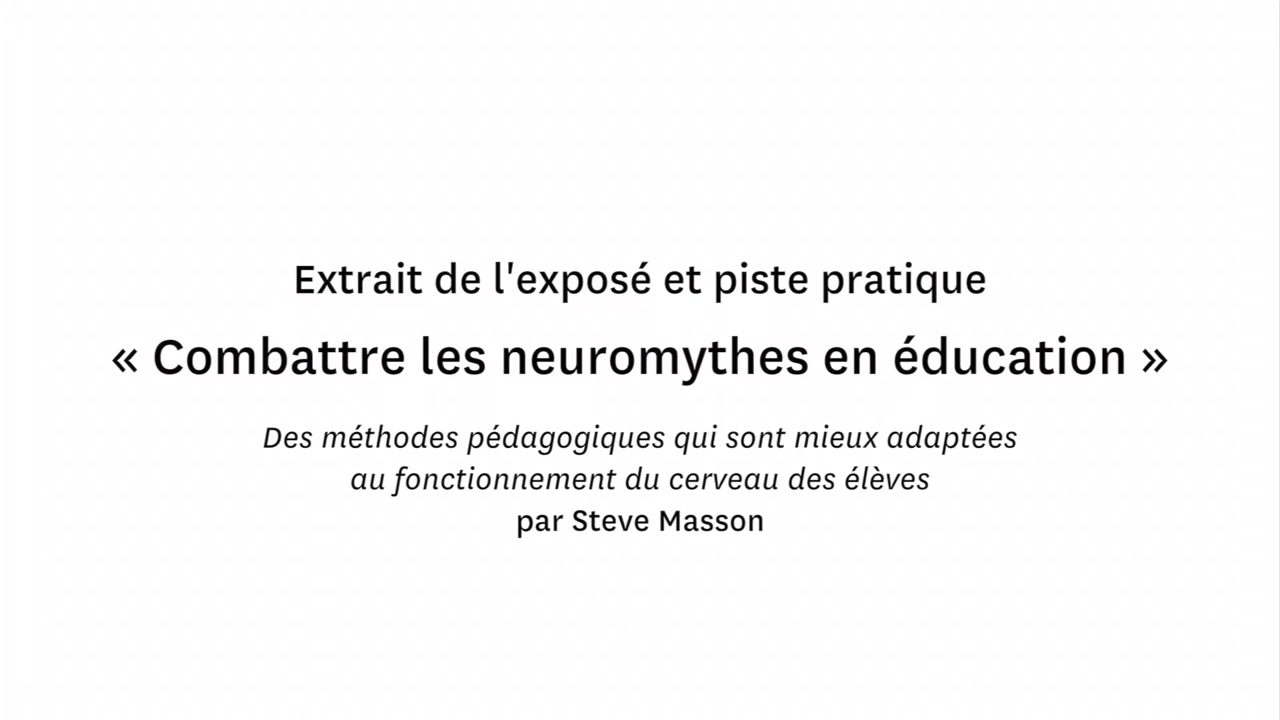 Extrait de l'exposé et piste pratique
« Combattre les neuromythes en éducation »
Des méthodes pédagogiques qui sont mieux adaptées
au fonctionnement du cerveau des élèves
par Steve Masson